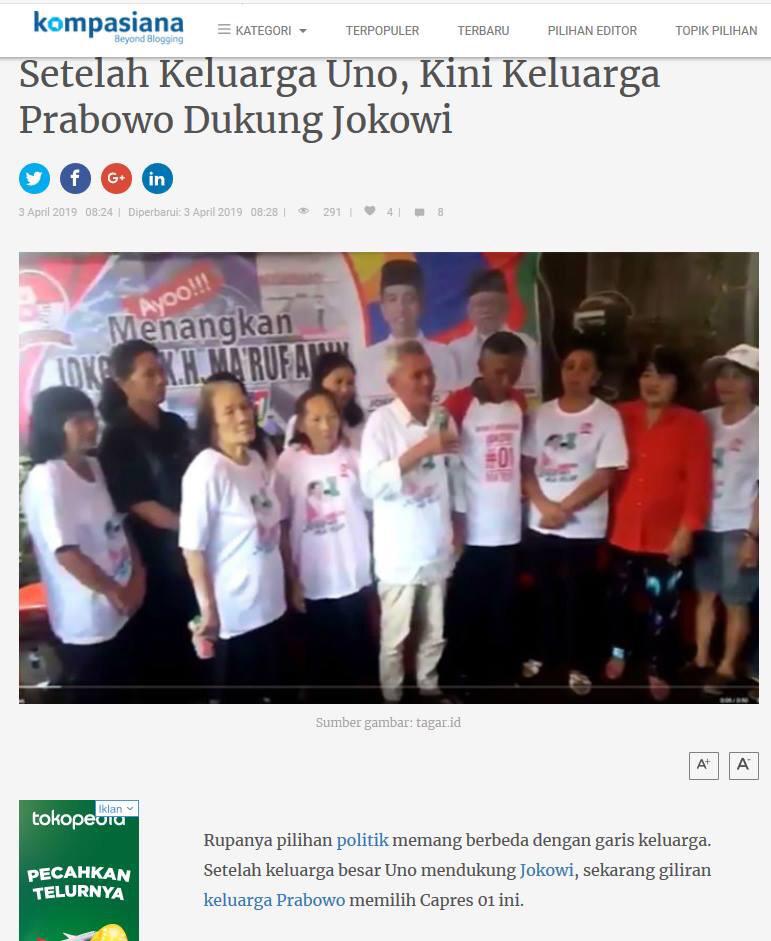 kompasiana
Beyond Blogging
KATEGORI
TERPOPULER
TERBARU
PILIHAN EDITOR
TOPIK PILIHAN
Setelah Keluarga Uno, Kini Keluarga
Prabowo Dukung Jokowi
3 April 2019 08:24 | Diperbarui: 3 April 2019 08:28 | 291 | 4 | 8
Ayoo!!!
Menangkan
K.H. MA'RUF AMIN
#01
Sumber gambar: tagar.id
A+
A-
Iklan
tokopedia
PECAHKAN
TELURNYA
Rupanya pilihan politik memang berbeda dengan garis keluarga.
Setelah keluarga besar Uno mendukung Jokowi, sekarang giliran
keluarga Prabowo memilih Capres 01 ini.